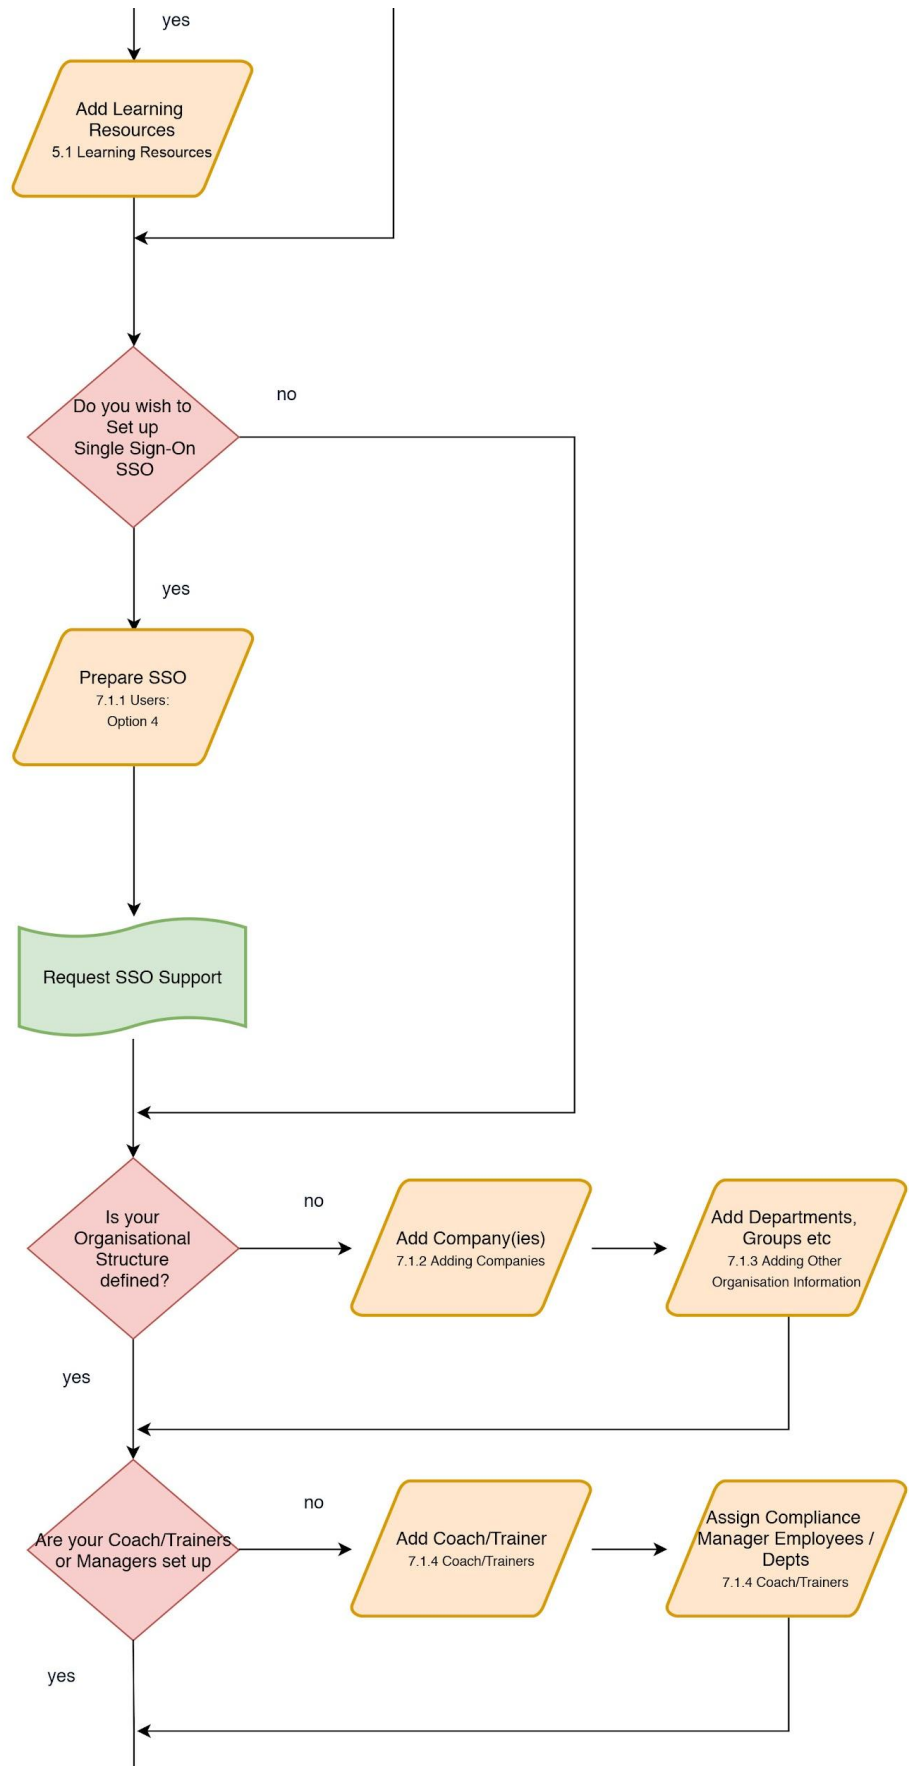 yes
Add Learning
Resources
5.1 Learning Resources
no
Do you wish to
Set up
Single Sign-On
SSO
yes
Prepare SSO
7.1.1 Users:
Option 4
Request SSO Support
Is your
Organisational
Structure
defined?
no
Add Company(ies)
7.1.2 Adding Companies
Add Departments,
Groups etc
7.1.3 Adding Other
Organisation Information
yes
Are your Coach/Trainers
or Managers set up
no
Add Coach/Trainer
7.1.4 Coach/Trainers
Assign Compliance
Manager Employees /
Depts
7.1.4 Coach/Trainers
yes